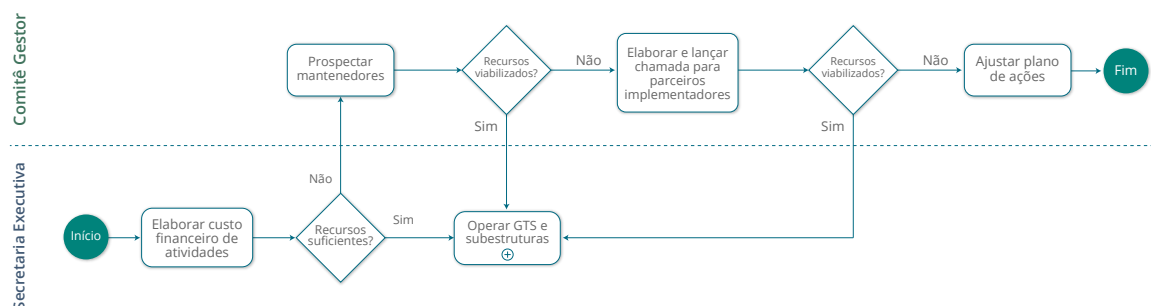 Comitê Gestor
Prospectar
mantenedores
Recursos
viabilizados?
Não
Sim
Elaborar e lançar
chamada para
parceiros
implementadores
Recursos
viabilizados?
Não
Sim
Ajustar plano
de ações
Fim
Secretaria Executiva
Início
Elaborar custo
financeiro de
atividades
Recursos
suficientes?
Não
Sim
Operar GTS e
subestruturas